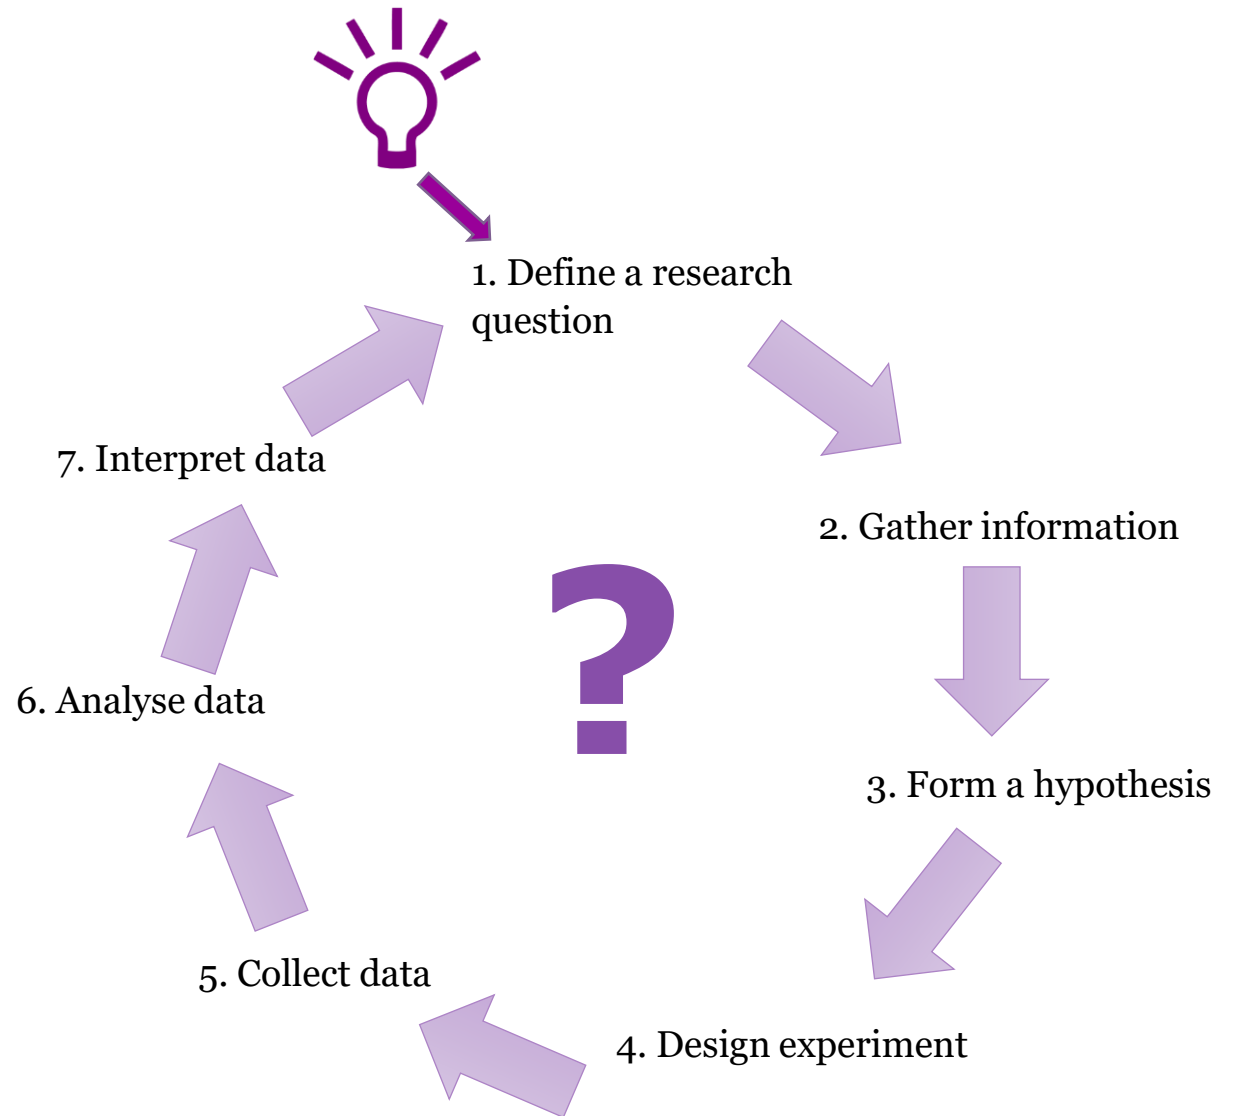 1. Define a research
question
2. Gather information
3. Form a hypothesis
4. Design experiment
5. Collect data
6. Analyse data
7. Interpret data
?